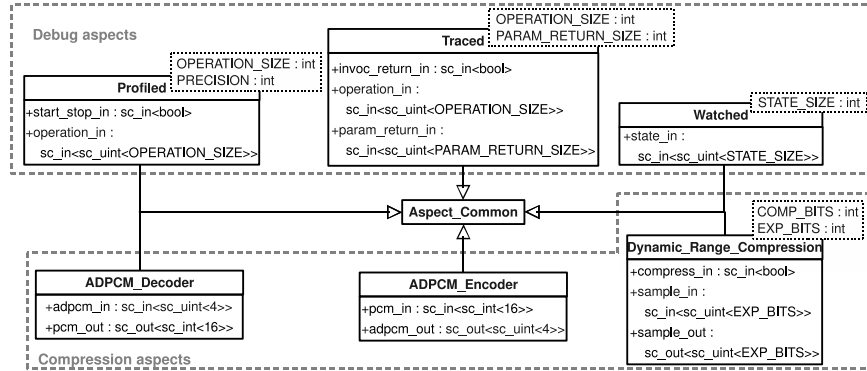 Debug aspects
OPERATION_SIZE : int
PRECISION : int
Profiled
+start_stop_in : sc_in<bool>
+operation_in :
sc_in<sc_uint<OPERATION_SIZE>>
OPERATION_SIZE : int
PARAM_RETURN_SIZE : int
Traced
+invoc_return_in : sc_in<bool>
+operation_in :
sc_in<sc_uint<OPERATION_SIZE>>
+param_return_in :
sc_in<sc_uint<PARAM_RETURN_SIZE>>
STATE_SIZE : int
Watched
+state_in :
sc_in<sc_uint<STATE_SIZE>>
Aspect_Common
COMP_BITS : int
EXP_BITS : int
Dynamic_Range_Compression
+compress_in : sc_in<bool>
+sample_in :
sc_in<sc_uint<EXP_BITS>>
+sample_out :
sc_out<sc_uint<EXP_BITS>>
ADPCM_Decoder
+adpcm_in : sc_in<sc_uint<4>>
+pcm_out : sc_out<sc_int<16>>
ADPCM_Encoder
+pcm_in : sc_in<sc_int<16>>
+adpcm_out : sc_out<sc_uint<4>>
Compression aspects